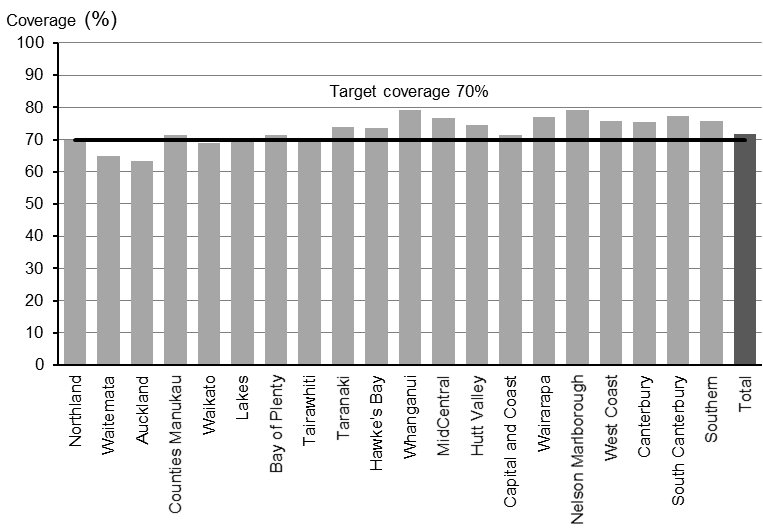 Coverage (%)
100
90
80
70
60
50
40
30
20
10
0
Target coverage 70%
Northland
Waitemata
Auckland
Counties Manukau
Waikato
Lakes
Bay of Plenty
Tairawhiti
Taranaki
Hawke's Bay
Whanganui
MidCentral
Hutt Valley
Capital and Coast
Wairarapa
Nelson Marlborough
West Coast
Canterbury
South Canterbury
Southern
Total